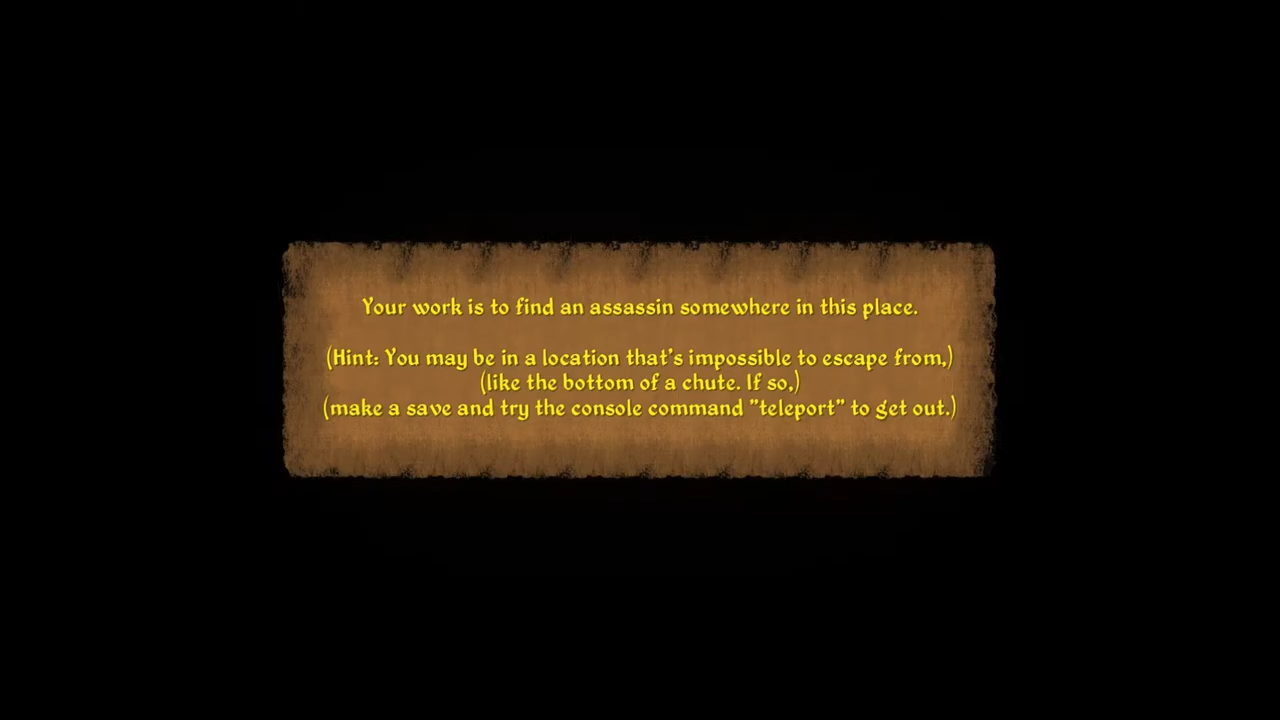 Your work is to find an assassin somewhere in this place.
(Hint: You may be in a location that's impossible to escape from,)
(like the bottom of a chute. If so,)
(make a save and try the console command "teleport" to get out.)